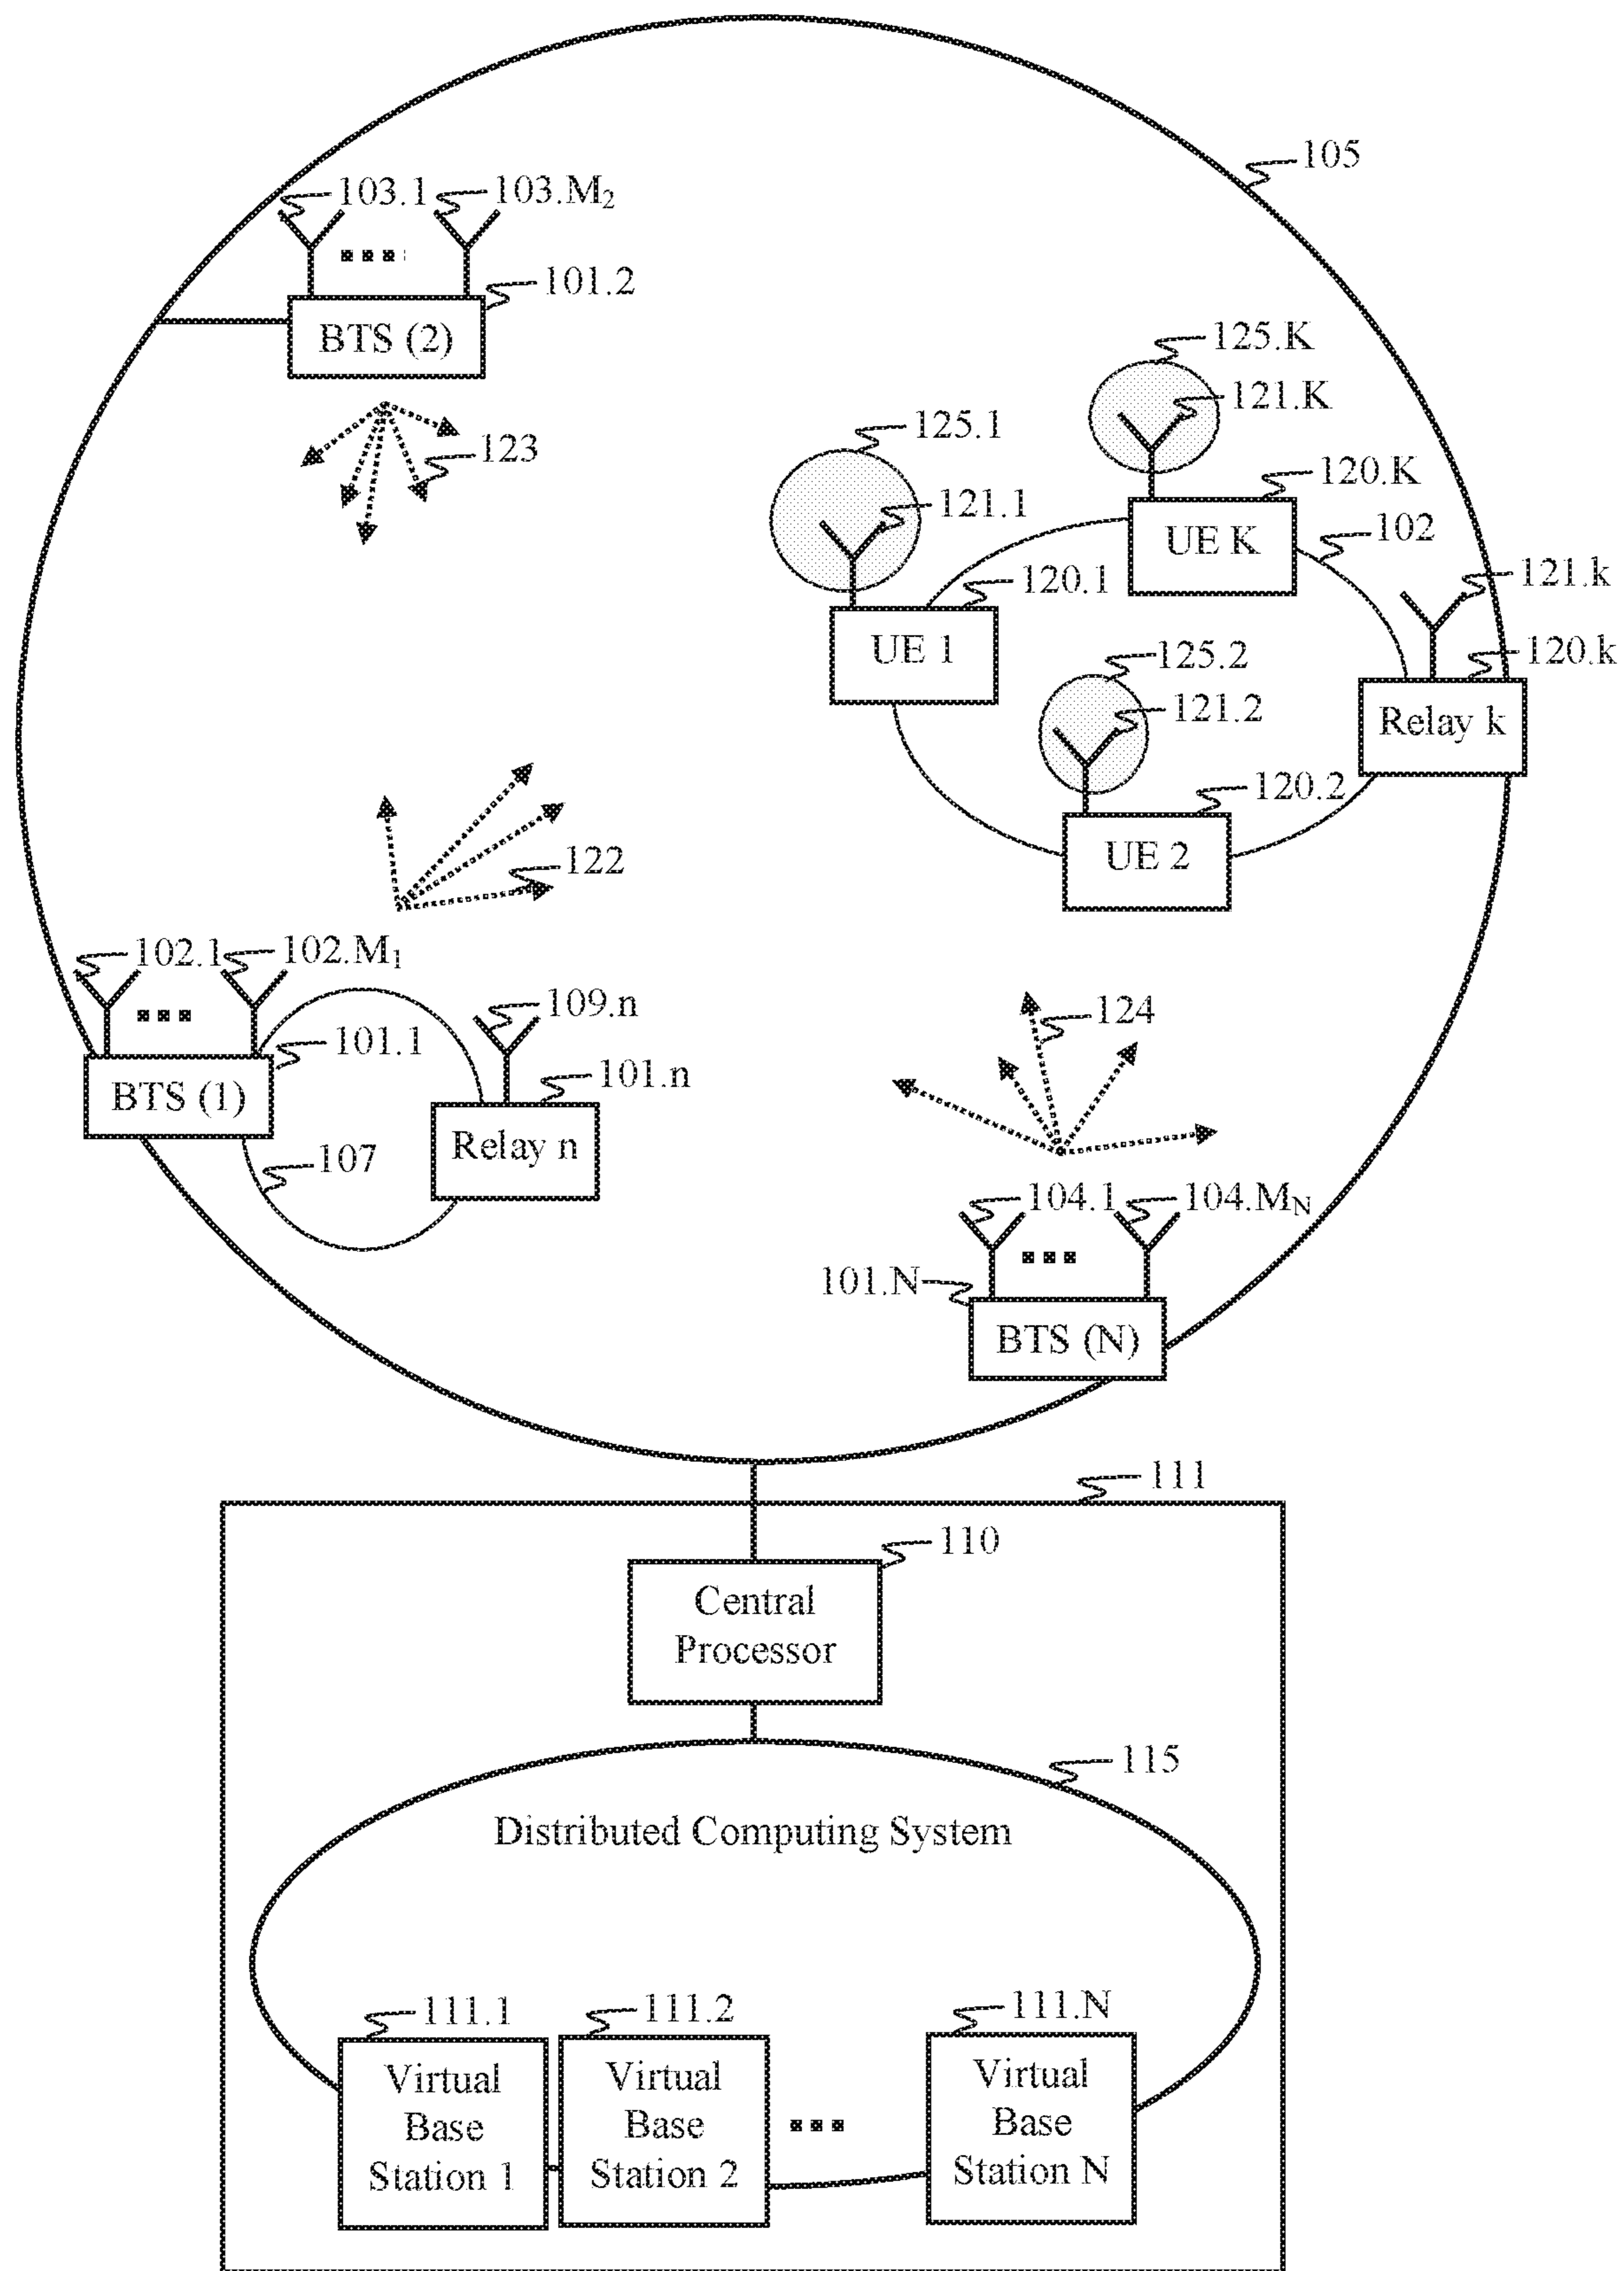 105
103.1
103.M2
101.2
BTS (2)
123
125.K
121.K
125.1
121.1
120.K
UE K
102
121.k
120.1
UE 1
120.k
Relay k
125.2
121.2
120.2
UE 2
122
102.1
102.M1
101.1
BTS (1)
109.n
101.n
Relay n
107
124
104.1
104.MN
101.N
BTS (N)
111
110
Central
Processor
115
Distributed Computing System
111.1
Virtual
Base
Station 1
111.2
Virtual
Base
Station 2
111.N
Virtual
Base
Station N